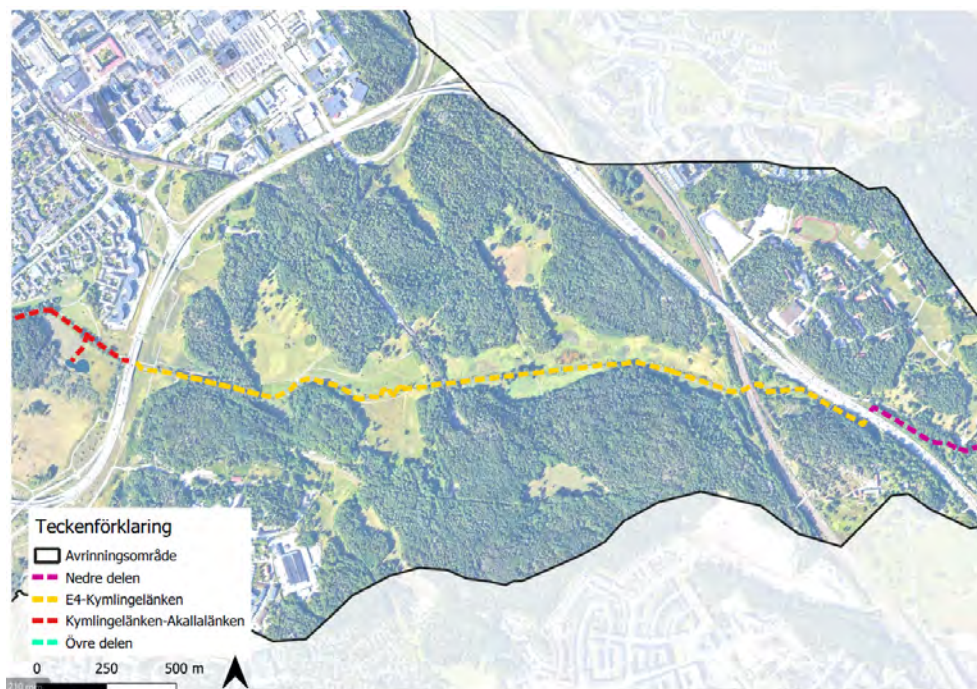 Teckenförklaring
Avrinningsområde
Nedre delen
E4-Kymlingelänken
Kymlingelänken-Akallalänken
Övre delen
0 250 500 m